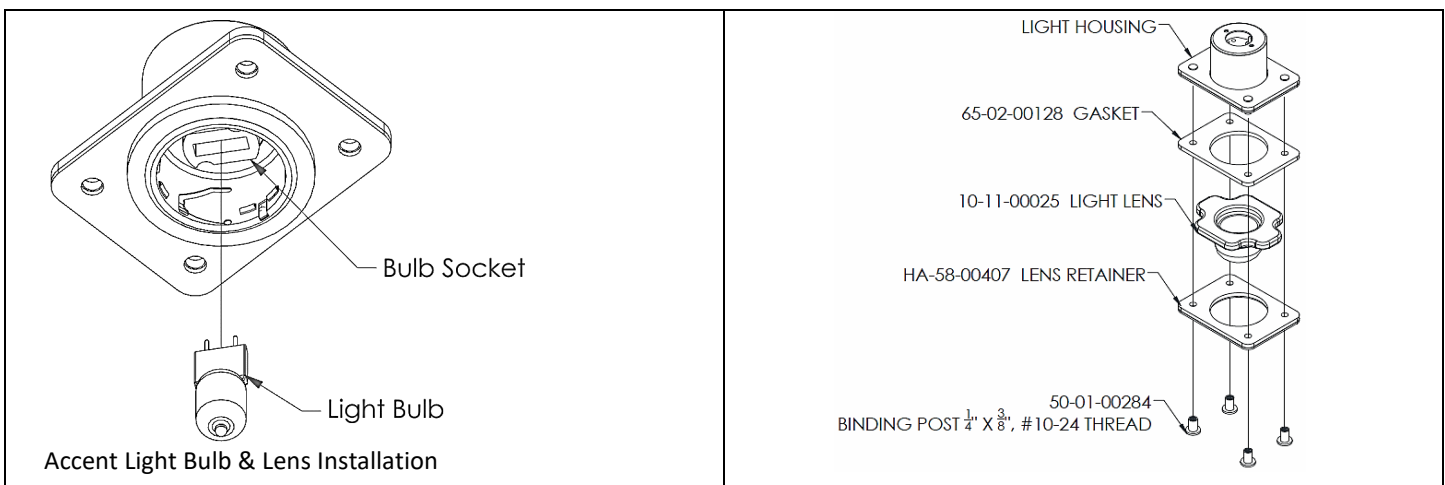 Bulb Socket
Light Bulb
Accent Light Bulb & Lens Installation
LIGHT HOUSING
65-02-00128 GASKET
10-11-00025 LIGHT LENS
HA-58-00407 LENS RETAINER
50-01-00284
BINDING POST 1/4" X 3/8", #10-24 THREAD